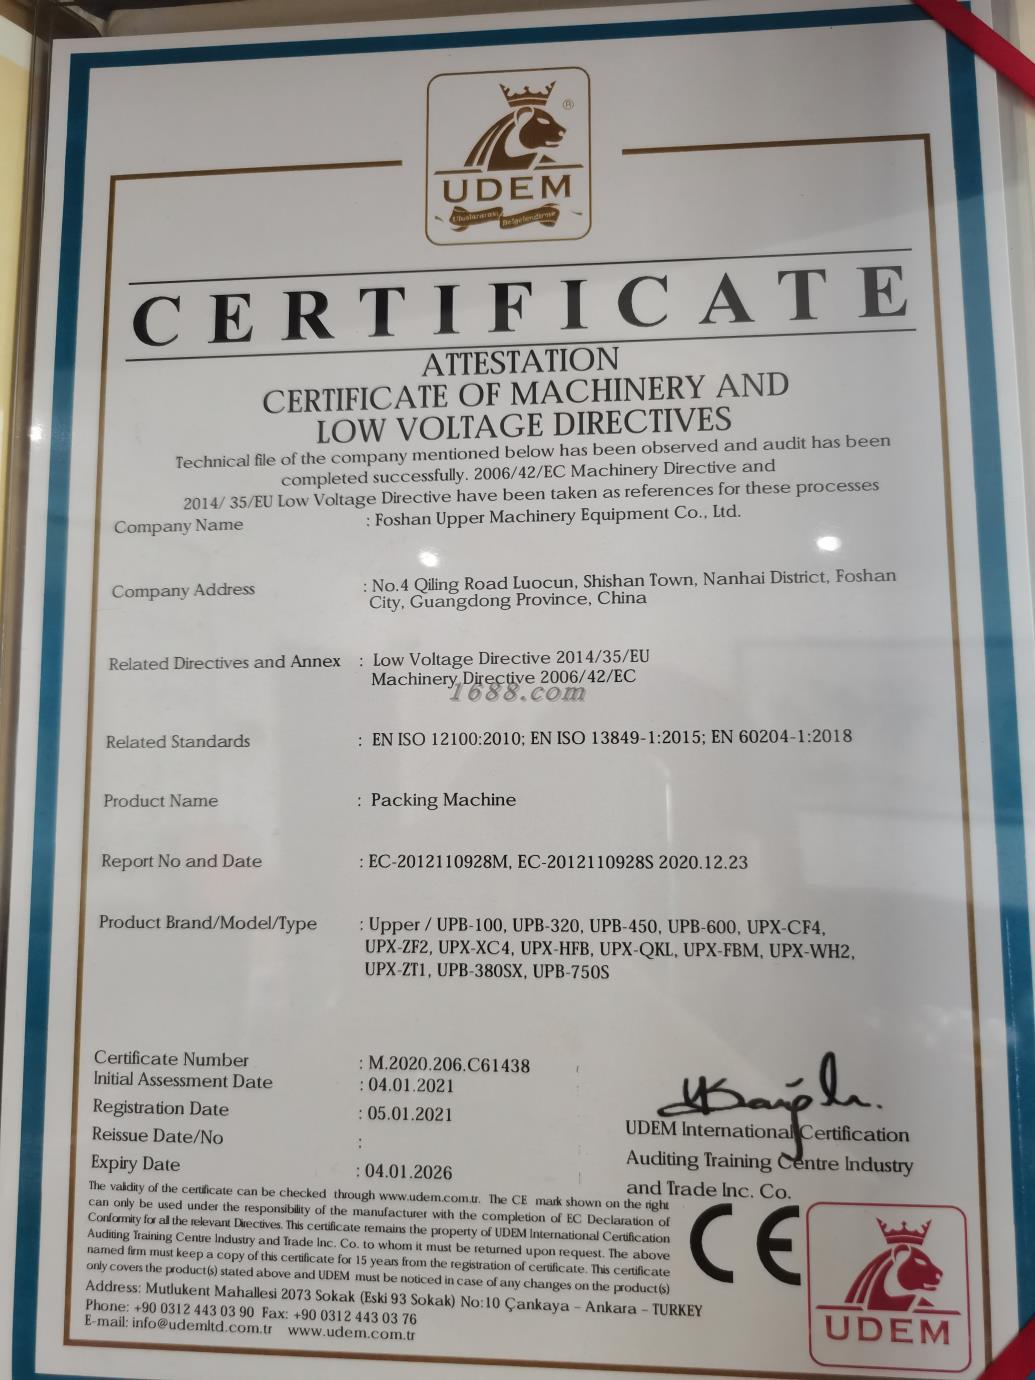 UDEM
®
Uluslararası Belgelendirme
CERTIFICATE
ATTESTATION
CERTIFICATE OF MACHINERY AND
LOW VOLTAGE DIRECTIVES
Technical file of the company mentioned below has been observed and audit has been
completed successfully. 2006/42/EC Machinery Directive and
2014/ 35/EU Low Voltage Directive have been taken as references for these processes
Company Name : Foshan Upper Machinery Equipment Co., Ltd.
Company Address : No.4 Qiling Road Luocun, Shishan Town, Nanhai District, Foshan
City, Guangdong Province, China
Related Directives and Annex : Low Voltage Directive 2014/35/EU
Machinery Directive 2006/42/EC
1688.com
Related Standards : EN ISO 12100:2010; EN ISO 13849-1:2015; EN 60204-1:2018
Product Name : Packing Machine
Report No and Date : EC-2012110928M, EC-2012110928S 2020.12.23
Product Brand/Model/Type : Upper / UPB-100, UPB-320, UPB-450, UPB-600, UPX-CF4,
UPX-ZF2, UPX-XC4, UPX-HFB, UPX-QKL, UPX-FBM, UPX-WH2,
UPX-ZT1, UPB-380SX, UPB-750S
Certificate Number : M.2020.206.C61438
Initial Assessment Date : 04.01.2021
Registration Date : 05.01.2021
Reissue Date/No :
Expiry Date : 04.01.2026
UDEM International Certification
Auditing Training Centre Industry
and Trade Inc. Co.
The validity of the certificate can be checked through www.udem.com.tr. The CE mark shown on the right
can only be used under the responsibility of the manufacturer with the completion of EC Declaration of
Conformity for all the relevant Directives. This certificate remains the property of UDEM International Certification
Auditing Training Centre Industry and Trade Inc. Co. to whom it must be returned upon request. The above
named firm must keep a copy of this certificate for 15 years from the registration of certificate. This certificate
only covers the product(s) stated above and UDEM must be noticed in case of any changes on the product(s)
Address: Mutlukent Mahallesi 2073 Sokak (Eski 93 Sokak) No:10 Çankaya – Ankara – TURKEY
Phone: +90 0312 443 03 90 Fax: +90 0312 443 03 76
E-mail: info@udemltd.com.tr www.udem.com.tr
CE
UDEM